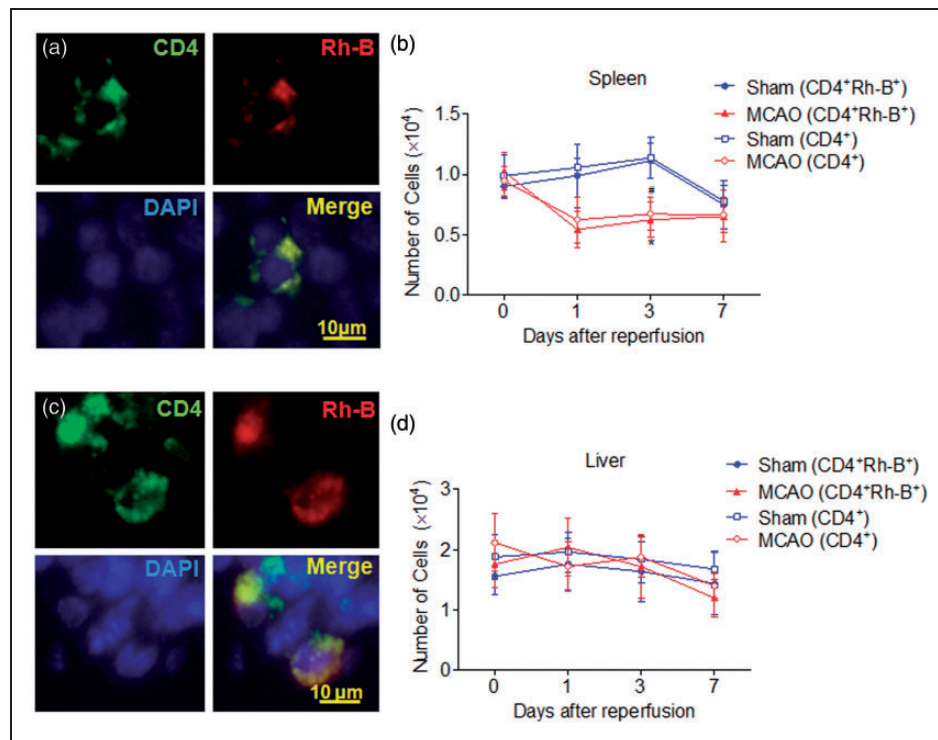 (a)
CD4
Rh-B
DAPI
Merge
10µm
(b)
Spleen
Number of Cells (×10⁴)
1.5
1.0
0.5
0.0
0 1 3 7
Days after reperfusion
#
*
Sham (CD4⁺Rh-B⁺)
MCAO (CD4⁺Rh-B⁺)
Sham (CD4⁺)
MCAO (CD4⁺)
(c)
CD4
Rh-B
DAPI
Merge
10 µm
(d)
Liver
Number of Cells (×10⁴)
3
2
1
0
0 1 3 7
Days after reperfusion
Sham (CD4⁺Rh-B⁺)
MCAO (CD4⁺Rh-B⁺)
Sham (CD4⁺)
MCAO (CD4⁺)